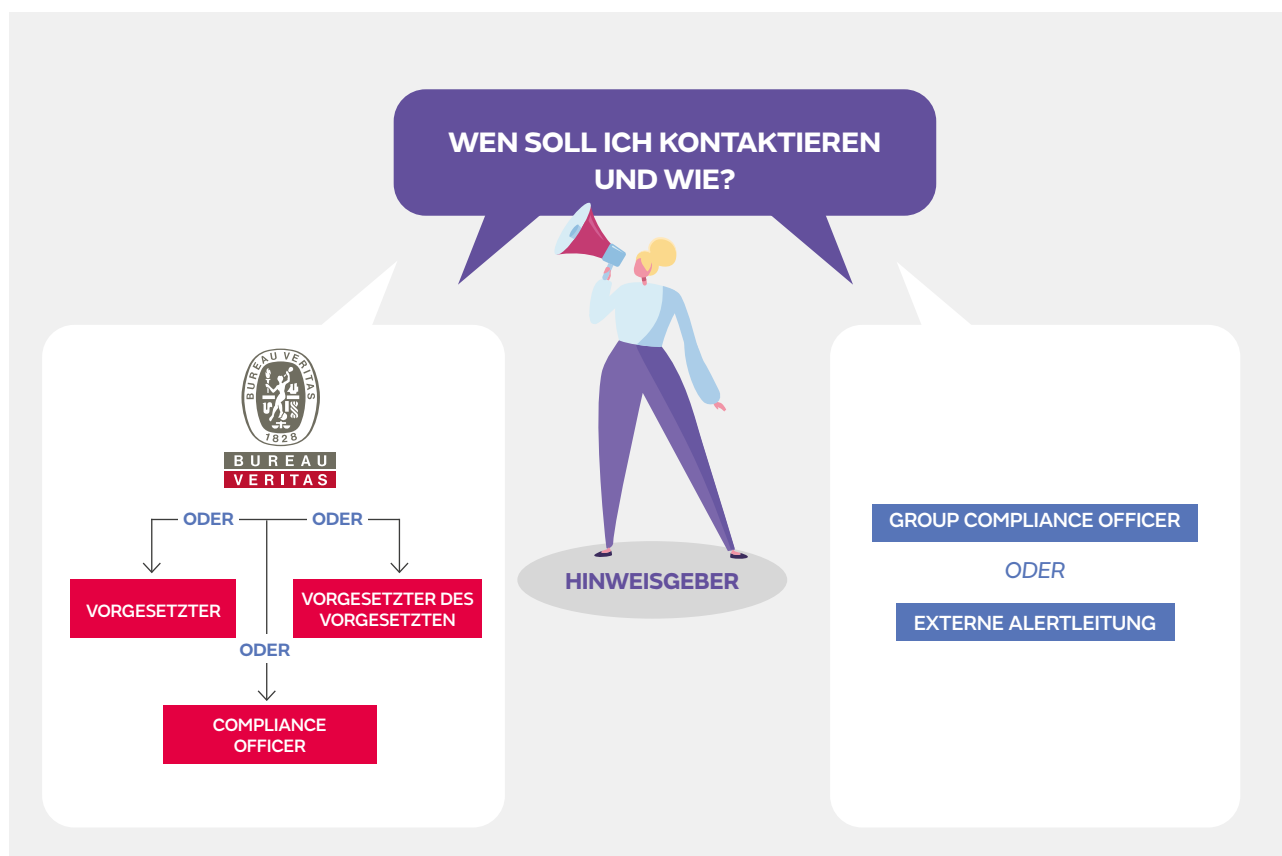 WEN SOLL ICH KONTAKTIEREN
UND WIE?
BUREAU VERITAS
1828
BUREAU
VERITAS
ODER
ODER
VORGESETZTER
VORGESETZTER DES
VORGESETZTEN
ODER
COMPLIANCE
OFFICER
HINWEISGEBER
GROUP COMPLIANCE OFFICER
ODER
EXTERNE ALERTLEITUNG